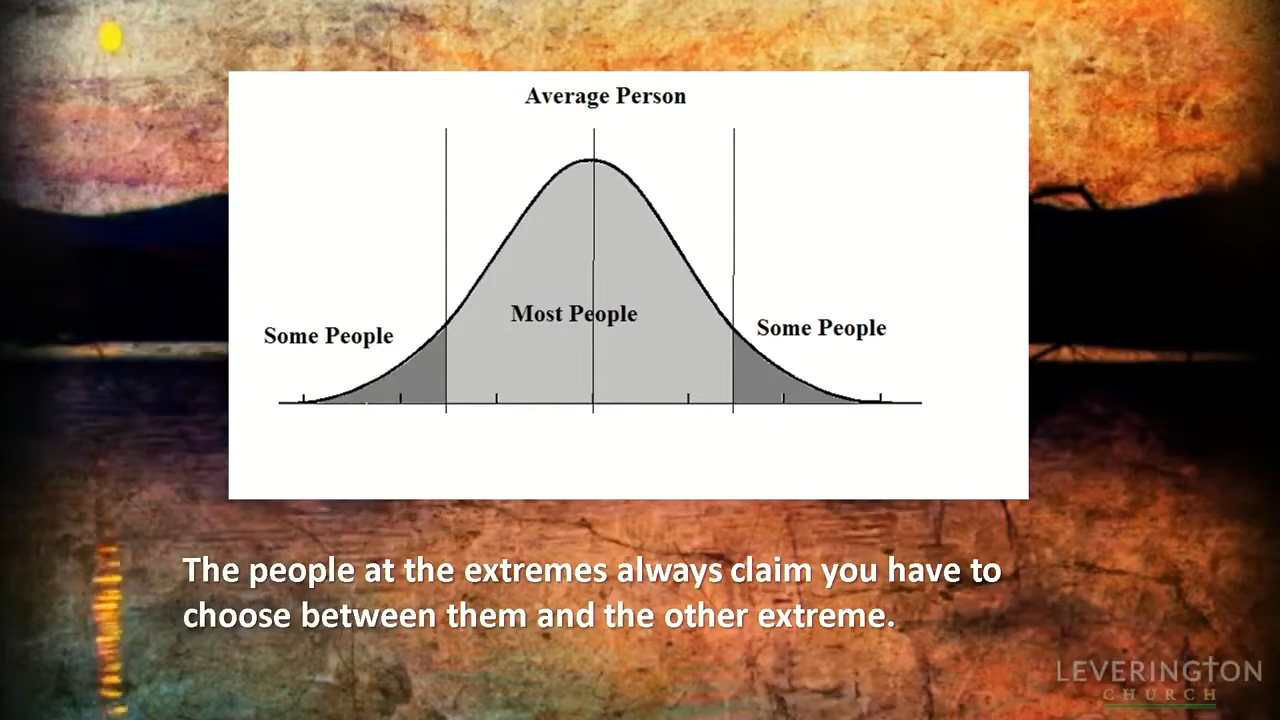 Average Person
Most People
Some People
Some People
The people at the extremes always claim you have to
choose between them and the other extreme.
LEVERINGTON
CHURCH